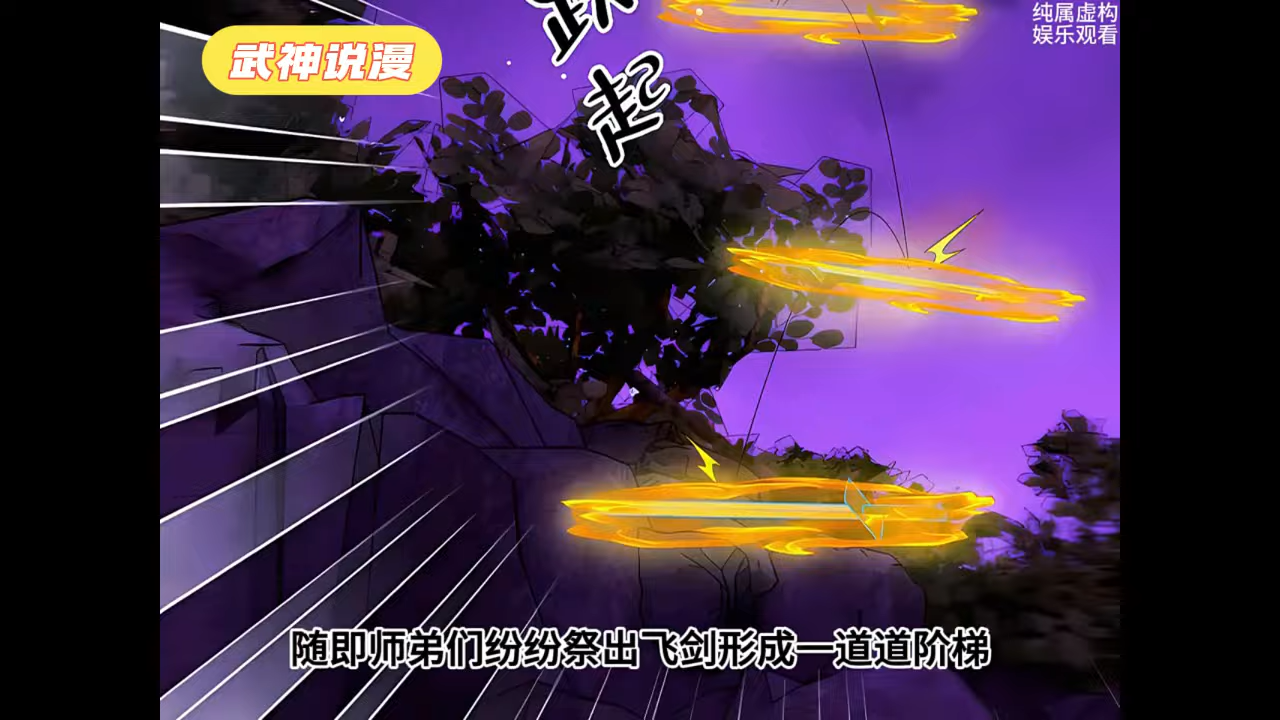 武神说漫
纯属虚构
娱乐观看
跃起
随即师弟们纷纷祭出飞剑形成一道道阶梯